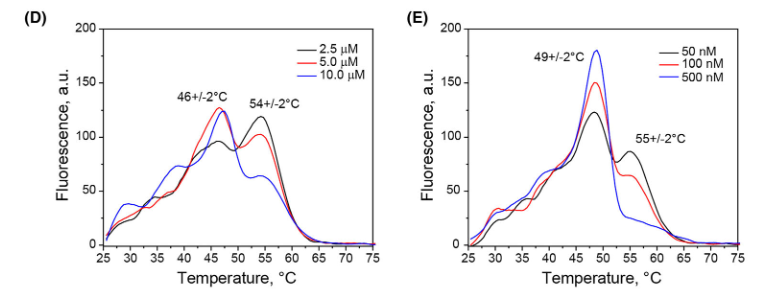 (D)
200
150
100
50
0
Fluorescence, a.u.
46+/-2°C
54+/-2°C
2.5 μM
5.0 μM
10.0 μM
25 30 35 40 45 50 55 60 65 70 75
Temperature, °C
(E)
200
150
100
50
0
Fluorescence, a.u.
49+/-2°C
55+/-2°C
50 nM
100 nM
500 nM
25 30 35 40 45 50 55 60 65 70 75
Temperature, °C